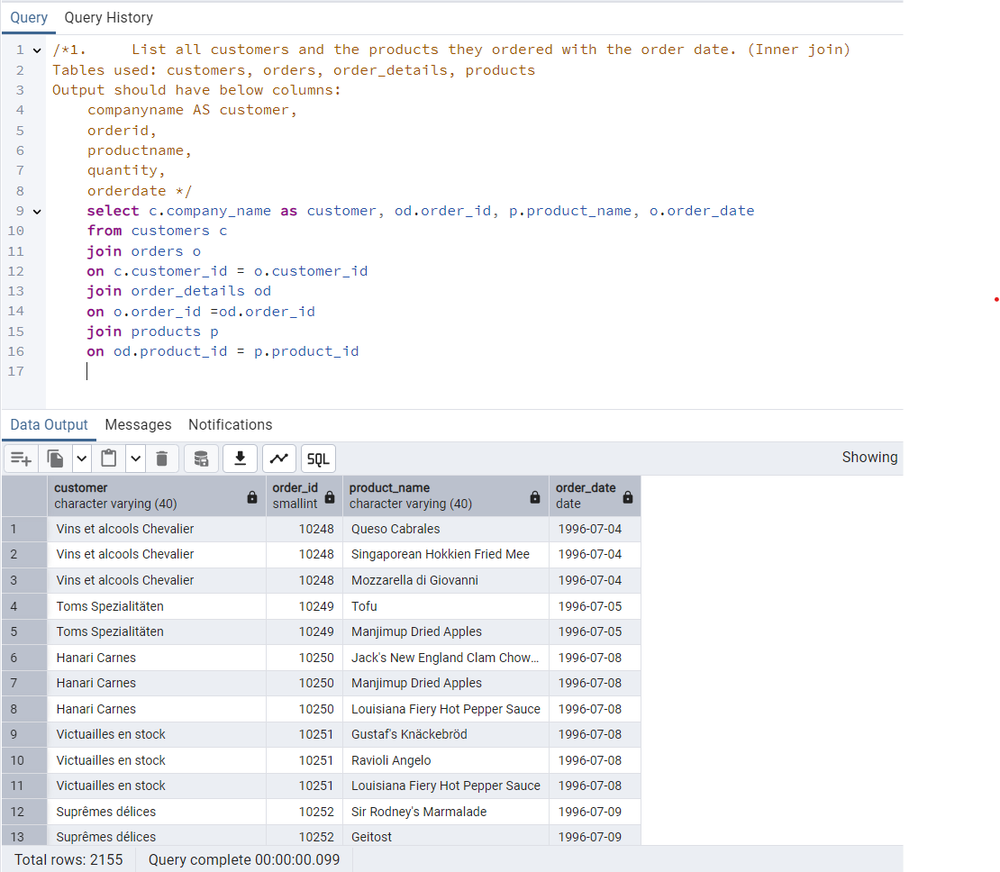 Query Query History
1 /*1. List all customers and the products they ordered with the order date. (Inner join)
2 Tables used: customers, orders, order_details, products
3 Output should have below columns:
4 companyname AS customer,
5 orderid,
6 productname,
7 quantity,
8 orderdate */
9 select c.company_name as customer, od.order_id, p.product_name, o.order_date
10 from customers c
11 join orders o
12 on c.customer_id = o.customer_id
13 join order_details od
14 on o.order_id =od.order_id
15 join products p
16 on od.product_id = p.product_id
17
Data Output Messages Notifications
SQL Showing
customer order_id product_name order_date
character varying (40) smallint character varying (40) date
1 Vins et alcools Chevalier 10248 Queso Cabrales 1996-07-04
2 Vins et alcools Chevalier 10248 Singaporean Hokkien Fried Mee 1996-07-04
3 Vins et alcools Chevalier 10248 Mozzarella di Giovanni 1996-07-04
4 Toms Spezialitäten 10249 Tofu 1996-07-05
5 Toms Spezialitäten 10249 Manjimup Dried Apples 1996-07-05
6 Hanari Carnes 10250 Jack's New England Clam Chow... 1996-07-08
7 Hanari Carnes 10250 Manjimup Dried Apples 1996-07-08
8 Hanari Carnes 10250 Louisiana Fiery Hot Pepper Sauce 1996-07-08
9 Victuailles en stock 10251 Gustaf's Knäckebröd 1996-07-08
10 Victuailles en stock 10251 Ravioli Angelo 1996-07-08
11 Victuailles en stock 10251 Louisiana Fiery Hot Pepper Sauce 1996-07-08
12 Suprêmes délices 10252 Sir Rodney's Marmalade 1996-07-09
13 Suprêmes délices 10252 Geitost 1996-07-09
Total rows: 2155 Query complete 00:00:00.099